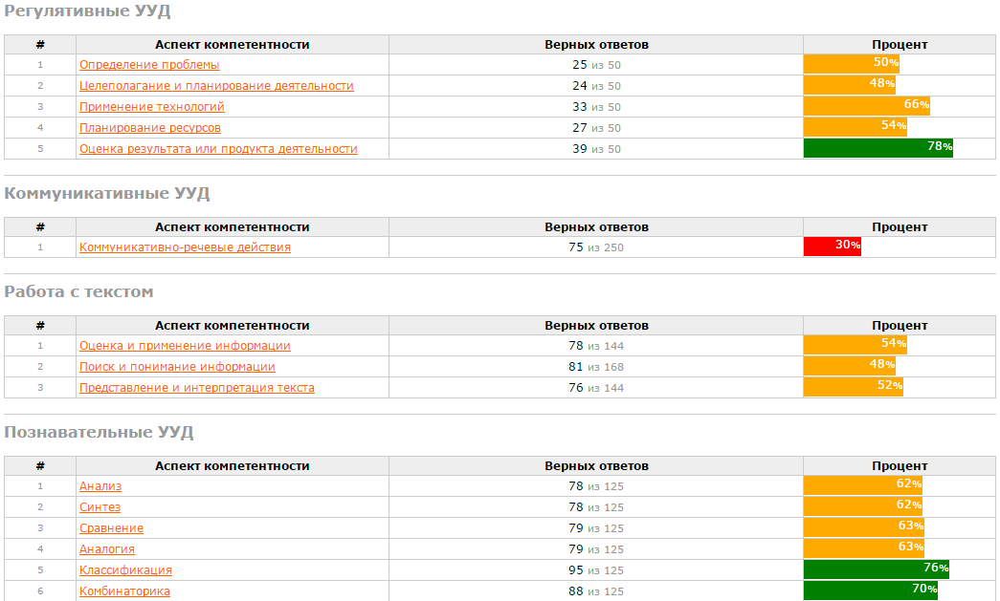 Регулятивные УУД
# Аспект компетентности Верных ответов Процент
1 Определение проблемы 25 из 50 50%
2 Целеполагание и планирование деятельности 24 из 50 48%
3 Применение технологий 33 из 50 66%
4 Планирование ресурсов 27 из 50 54%
5 Оценка результата или продукта деятельности 39 из 50 78%
Коммуникативные УУД
# Аспект компетентности Верных ответов Процент
1 Коммуникативно-речевые действия 75 из 250 30%
Работа с текстом
# Аспект компетентности Верных ответов Процент
1 Оценка и применение информации 78 из 144 54%
2 Поиск и понимание информации 81 из 168 48%
3 Представление и интерпретация текста 76 из 144 52%
Познавательные УУД
# Аспект компетентности Верных ответов Процент
1 Анализ 78 из 125 62%
2 Синтез 78 из 125 62%
3 Сравнение 79 из 125 63%
4 Аналогия 79 из 125 63%
5 Классификация 95 из 125 76%
6 Комбинаторика 88 из 125 70%